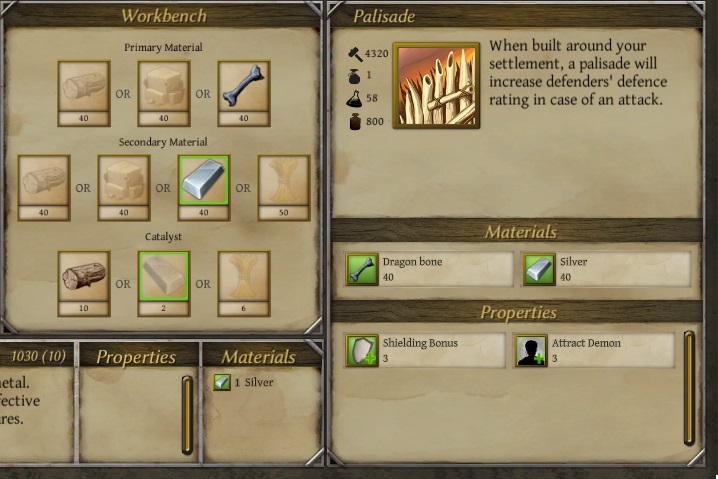 Workbench
Primary Material
OR
OR
40
40
40
Secondary Material
OR
OR
OR
40
40
40
50
Catalyst
OR
OR
10
2
6
1030 (10)
etal.
fective
res.
Properties
Materials
1 Silver
Palisade
4320
1
58
800
When built around your
settlement, a palisade will
increase defenders' defence
rating in case of an attack.
Materials
Dragon bone
40
Silver
40
Properties
Shielding Bonus
3
Attract Demon
3